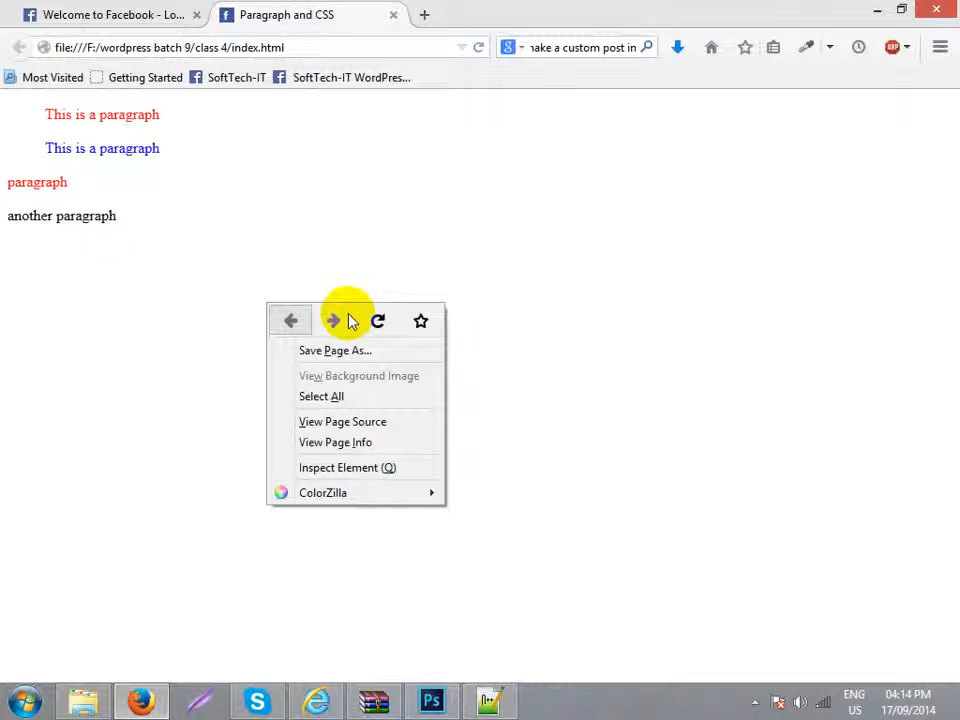 Welcome to Facebook - Lo...
Paragraph and CSS
file:///F:/wordpress batch 9/class 4/index.html
ake a custom post in
ABP
Most Visited
Getting Started
SoftTech-IT
SoftTech-IT WordPres...
This is a paragraph
This is a paragraph
paragraph
another paragraph
Save Page As...
View Background Image
Select All
View Page Source
View Page Info
Inspect Element (Q)
ColorZilla
ENG
US
04:14 PM
17/09/2014
Ps